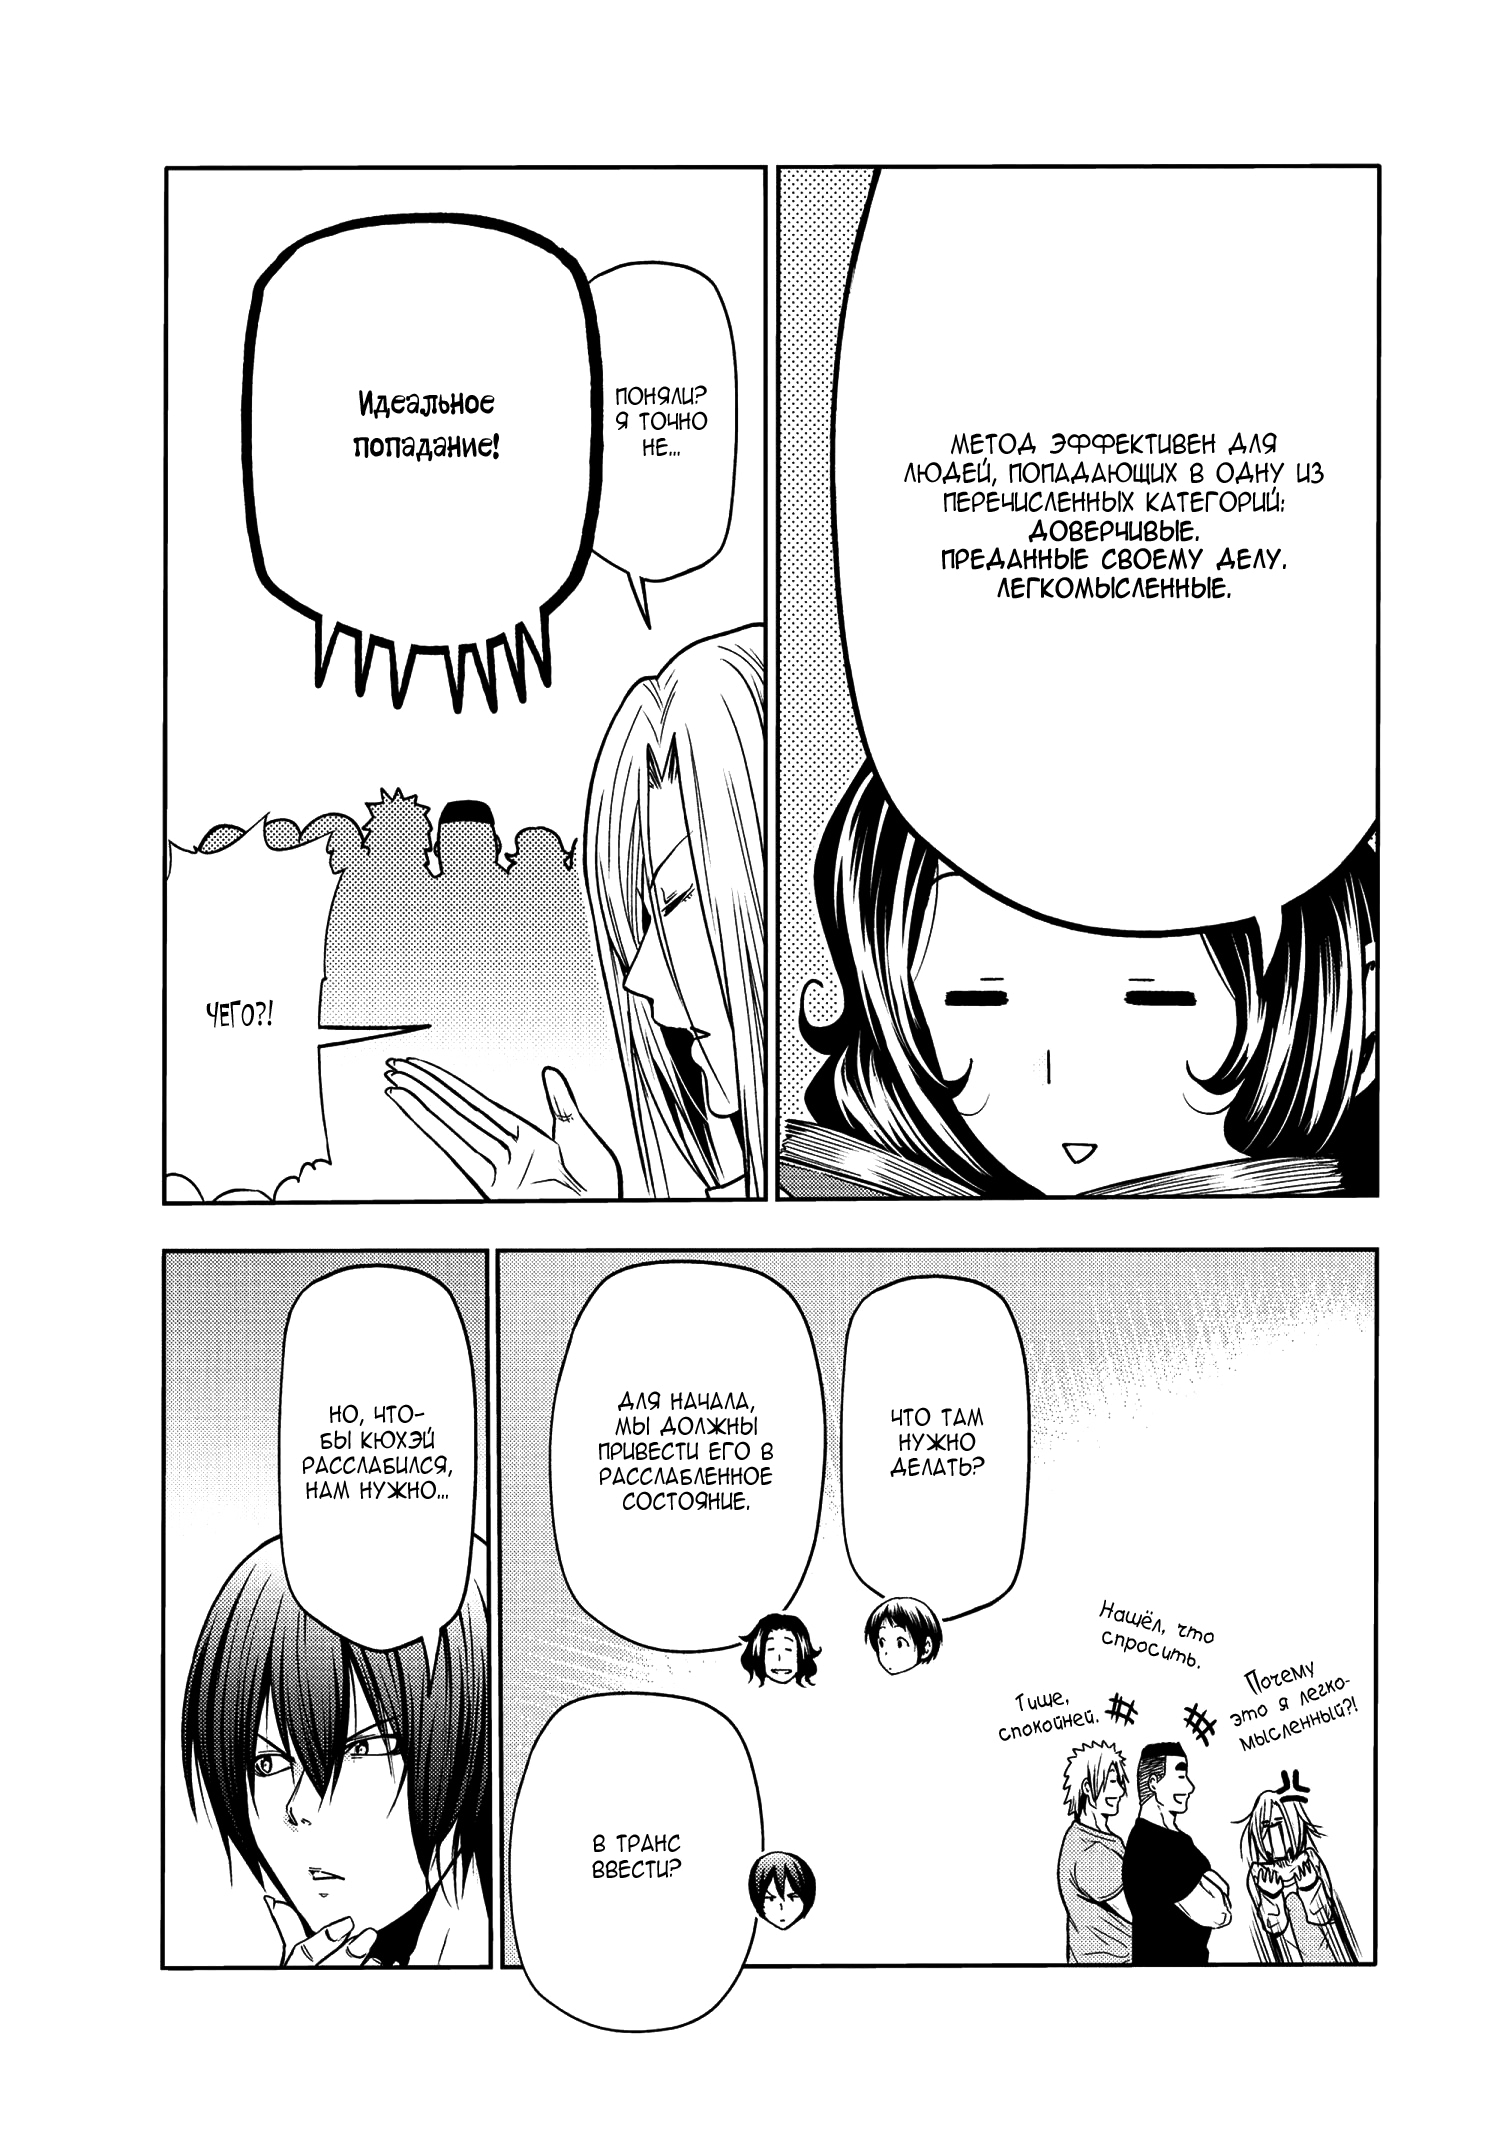 МЕТОД ЭФФЕКТИВЕН ДЛЯ
ЛЮДЕЙ, ПОПАДАЮЩИХ В ОДНУ ИЗ
ПЕРЕЧИСЛЕННЫХ КАТЕГОРИЙ:
ДОВЕРЧИВЫЕ.
ПРЕДАННЫЕ СВОЕМУ ДЕЛУ.
ЛЕГКОМЫСЛЕННЫЕ.
ПОНЯЛИ?
Я ТОЧНО
НЕ...
Идеальное
попадание!
ЧЕГО?!
ЧТО ТАМ
НУЖНО
ДЕЛАТЬ?
ДЛЯ НАЧАЛА,
МЫ ДОЛЖНЫ
ПРИВЕСТИ ЕГО В
РАССЛАБЛЕННОЕ
СОСТОЯНИЕ.
Почему
это я легко-
мысленный?!
Нашёл, что
спросить.
Тише,
спокойней.
В ТРАНС
ВВЕСТИ?
НО, ЧТО-
БЫ КЮХЭЙ
РАССЛАБИЛСЯ,
НАМ НУЖНО...